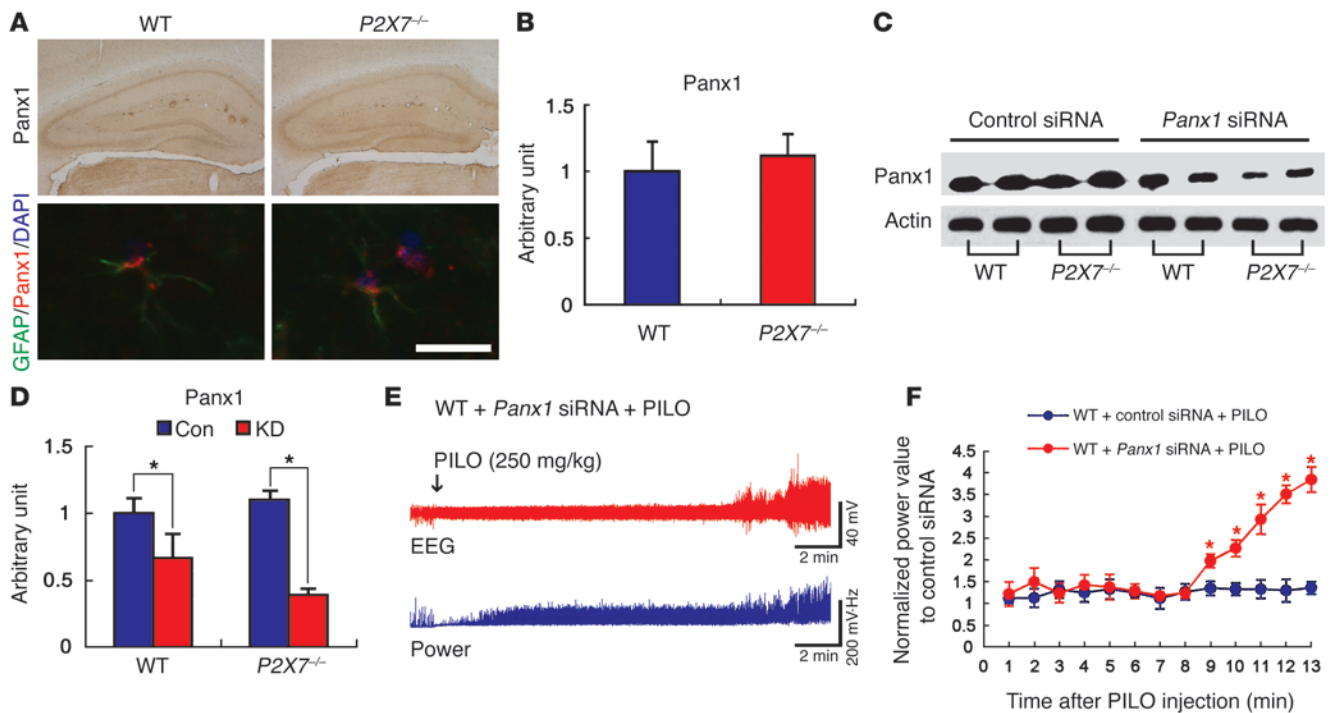 A
WT
P2X7–/–
Panx1
GFAP/Panx1/DAPI
B
Panx1
Arbitrary unit
1.5
1
0.5
0
WT
P2X7–/–
C
Control siRNA
Panx1 siRNA
Panx1
Actin
WT
P2X7–/–
WT
P2X7–/–
D
Panx1
Con
KD
Arbitrary unit
1.5
1
0.5
0
*
*
WT
P2X7–/–
E
WT + Panx1 siRNA + PILO
PILO (250 mg/kg)
EEG
40 mV
2 min
Power
200 mV·Hz
2 min
F
WT + control siRNA + PILO
WT + Panx1 siRNA + PILO
Normalized power value
to control siRNA
4.5
4
3.5
3
2.5
2
1.5
1
0.5
* * * * *
0 1 2 3 4 5 6 7 8 9 10 11 12 13
Time after PILO injection (min)